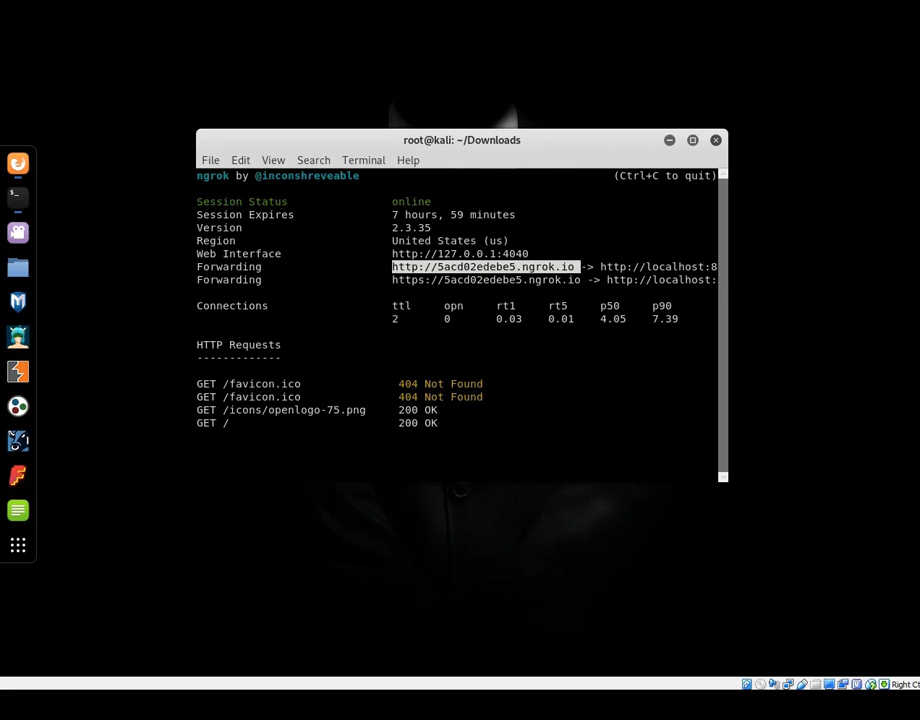 root@kali: ~/Downloads
File Edit View Search Terminal Help
ngrok by @inconshreveable (Ctrl+C to quit)
Session Status online
Session Expires 7 hours, 59 minutes
Version 2.3.35
Region United States (us)
Web Interface http://127.0.0.1:4040
Forwarding http://5acd02edebe5.ngrok.io -> http://localhost:8
Forwarding https://5acd02edebe5.ngrok.io -> http://localhost:
Connections ttl opn rt1 rt5 p50 p90
2 0 0.03 0.01 4.05 7.39
HTTP Requests
-------------
GET /favicon.ico 404 Not Found
GET /favicon.ico 404 Not Found
GET /icons/openlogo-75.png 200 OK
GET / 200 OK
Right Ct